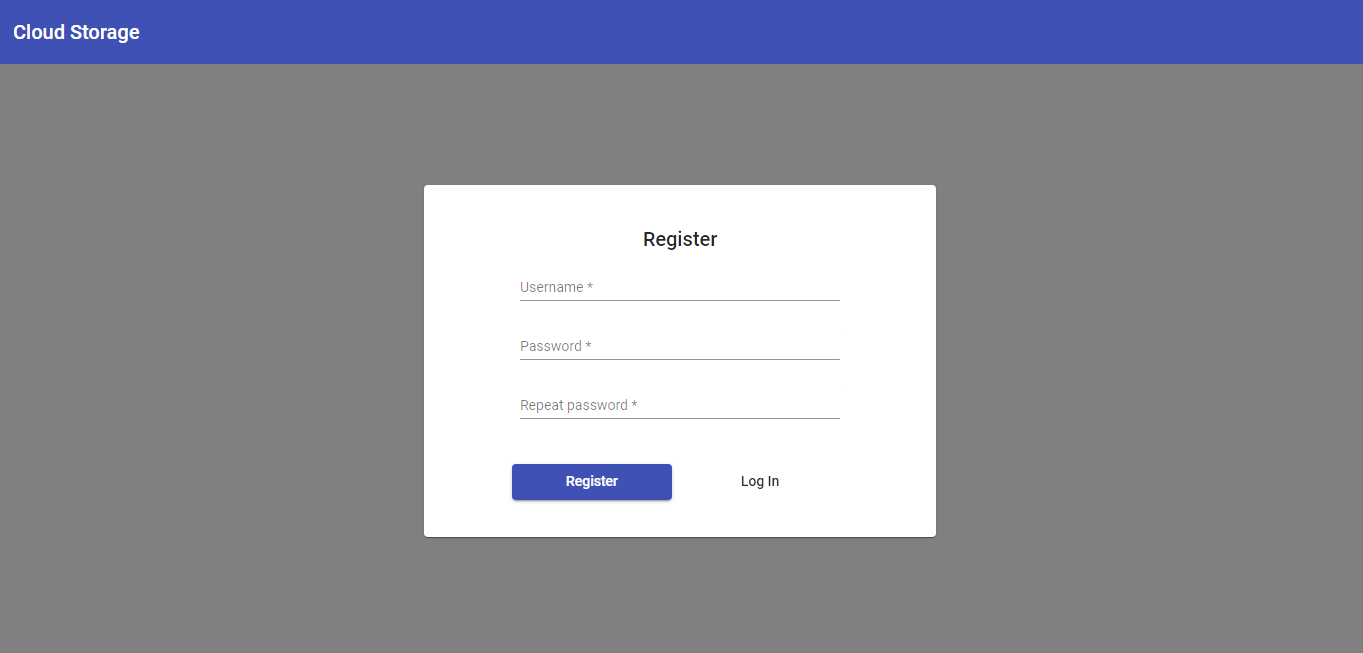 Cloud Storage
Register
Username *
Password *
Repeat password *
Register Log In